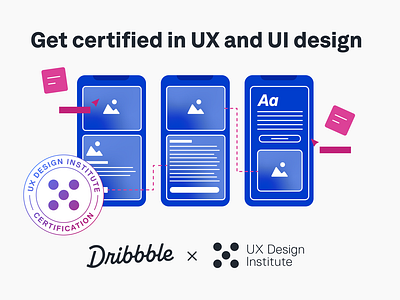 Get certified in UX and UI design
Aa
UX DESIGN INSTITUTE
CERTIFICATION
Dribbble × UX Design
Institute